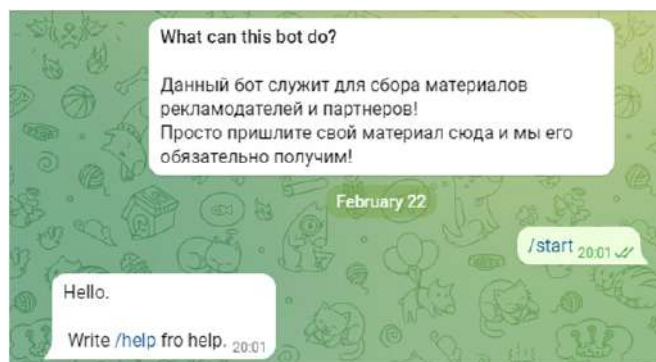 What can this bot do?
Данный бот служит для сбора материалов
рекламодателей и партнеров!
Просто пришлите свой материал сюда и мы его
обязательно получим!
February 22
/start 20:01
Hello.
Write /help fro help. 20:01